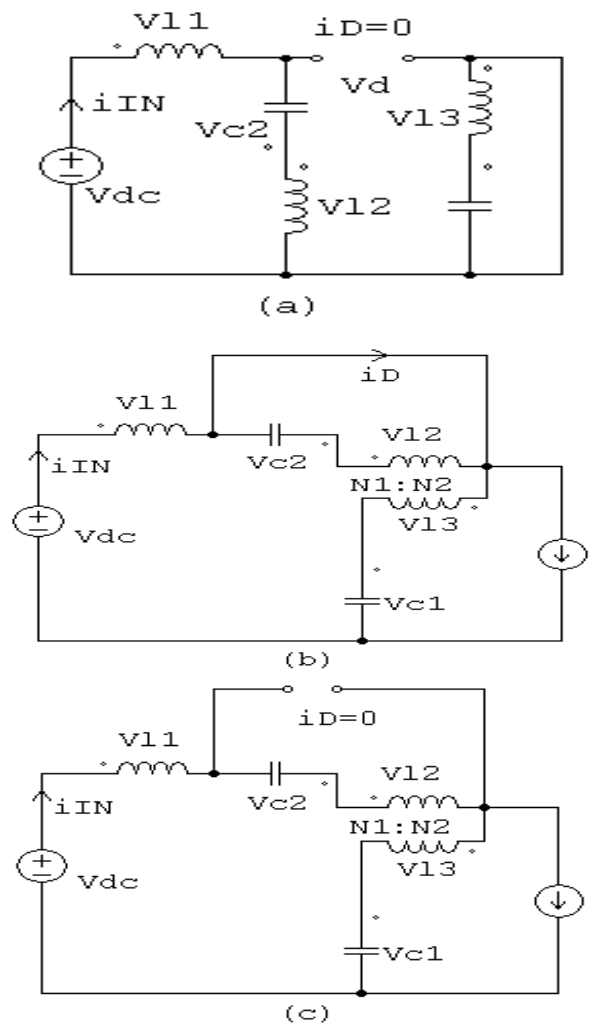 Vl1
iD=0
iIN
Vd
Vc2
Vl3
Vdc
Vl2
(a)
iD
Vl1
iIN
Vc2
Vl2
N1:N2
Vl3
Vdc
Vc1
(b)
iD=0
Vl1
Vl2
iIN
Vc2
N1:N2
Vl3
Vdc
Vc1
(c)